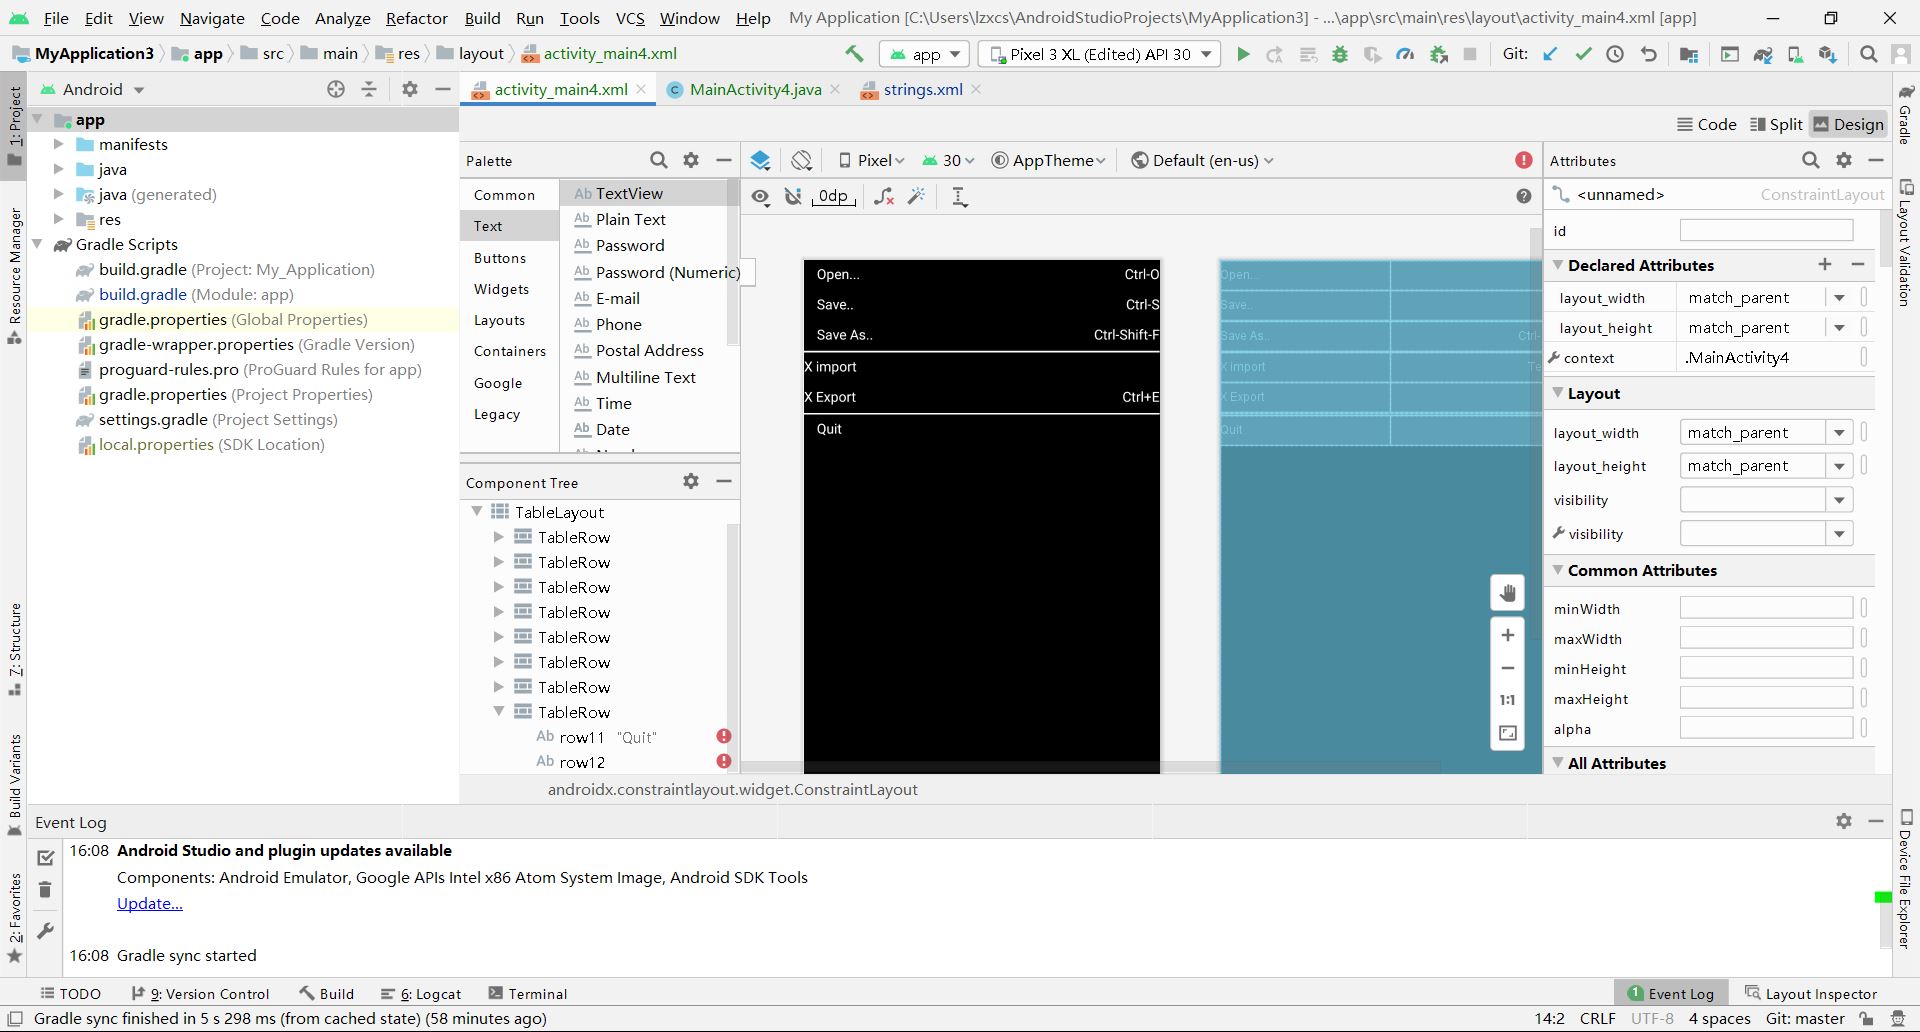 File Edit View Navigate Code Analyze Refactor Build Run Tools VCS Window Help My Application [C:\Users\lzxcs\AndroidStudioProjects\MyApplication3] - ...\app\src\main\res\layout\activity_main4.xml [app]
MyApplication3 app src main res layout activity_main4.xml app Pixel 3 XL (Edited) API 30 Git:
Android activity_main4.xml MainActivity4.java strings.xml
Code Split Design
1: Project
Resource Manager
7: Structure
Build Variants
2: Favorites
app
manifests
java
java (generated)
res
Gradle Scripts
build.gradle (Project: My_Application)
build.gradle (Module: app)
gradle.properties (Global Properties)
gradle-wrapper.properties (Gradle Version)
proguard-rules.pro (ProGuard Rules for app)
gradle.properties (Project Properties)
settings.gradle (Project Settings)
local.properties (SDK Location)
Palette
Common
Text
Buttons
Widgets
Layouts
Containers
Google
Legacy
Ab TextView
Ab Plain Text
Ab Password
Ab Password (Numeric)
Ab E-mail
Ab Phone
Ab Postal Address
Ab Multiline Text
Ab Time
Ab Date
Component Tree
TableLayout
TableRow
TableRow
TableRow
TableRow
TableRow
TableRow
TableRow
TableRow
Ab row11 "Quit"
Ab row12
Pixel 30 AppTheme Default (en-us)
0dp
Open... Ctrl-O
Save.. Ctrl-S
Save As.. Ctrl-Shift-F
X import
X Export Ctrl+E
Quit
Open...
Save..
Save As.. Ctrl-
X import Te
X Export
Quit
1:1
androidx.constraintlayout.widget.ConstraintLayout
Attributes
<unnamed> ConstraintLayout
id
Declared Attributes
layout_width match_parent
layout_height match_parent
context .MainActivity4
Layout
layout_width match_parent
layout_height match_parent
visibility
visibility
Common Attributes
minWidth
maxWidth
minHeight
maxHeight
alpha
All Attributes
Gradle
Layout Validation
Device File Explorer
Event Log
16:08 Android Studio and plugin updates available
Components: Android Emulator, Google APIs Intel x86 Atom System Image, Android SDK Tools
Update...
16:08 Gradle sync started
TODO 9: Version Control Build 6: Logcat Terminal 1 Event Log Layout Inspector
Gradle sync finished in 5 s 298 ms (from cached state) (58 minutes ago) 14:2 CRLF UTF-8 4 spaces Git: master